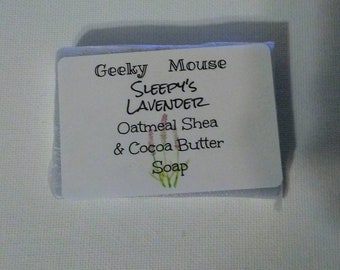 Geeky Mouse
Sleepy's
Lavender
Oatmeal Shea
& Cocoa Butter
Soap